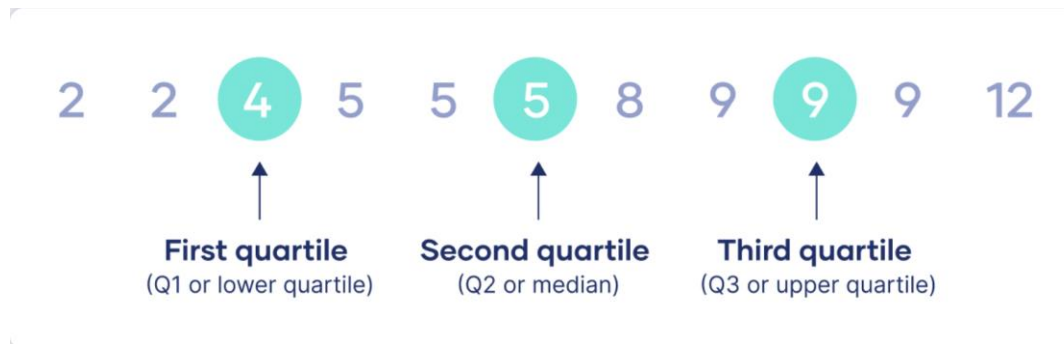 2 2 4 5 5 5 8 9 9 9 12
First quartile Second quartile Third quartile
(Q1 or lower quartile) (Q2 or median) (Q3 or upper quartile)